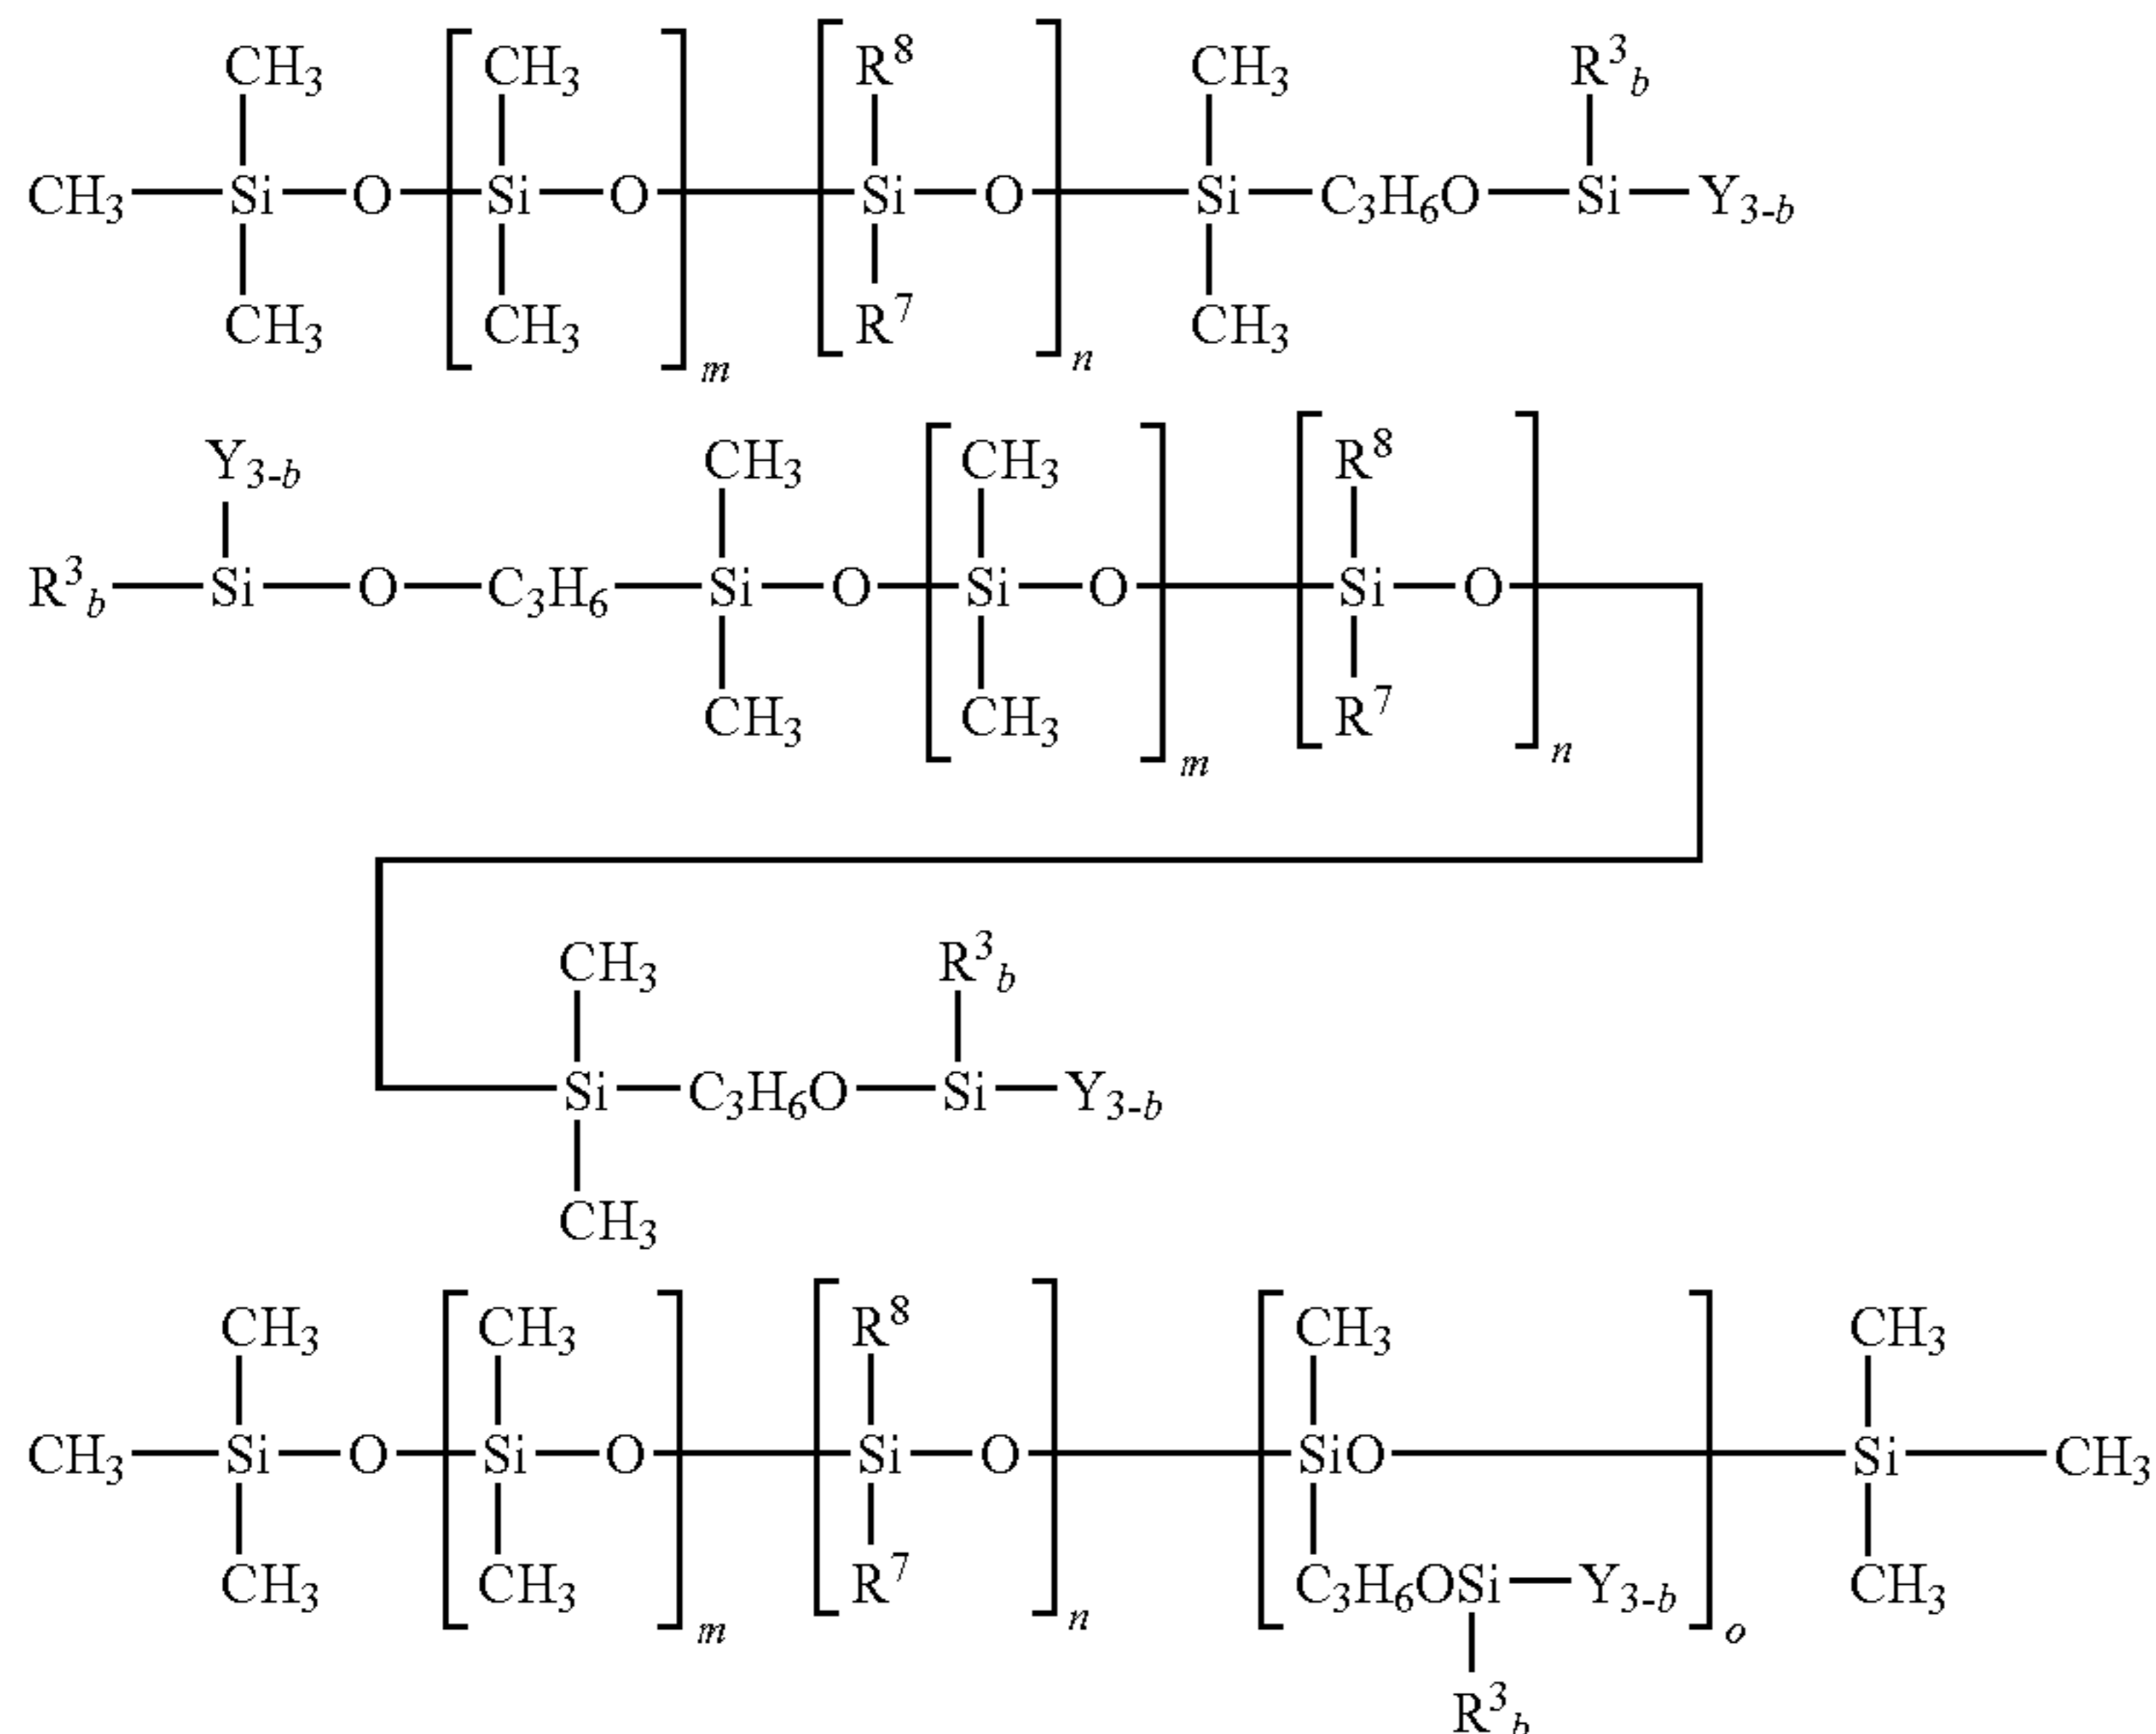 CH3 CH3 R8 CH3 R3b
CH3 Si O Si O Si O Si C3H6O Si Y3-b
CH3 CH3 R7 CH3
m n
Y3-b CH3 CH3 R8
R3b Si O C3H6 Si O Si O Si O
CH3 CH3 R7
m n
CH3 R3b
Si C3H6O Si Y3-b
CH3
CH3 CH3 R8 CH3 CH3
CH3 Si O Si O Si O SiO Si CH3
CH3 CH3 R7 C3H6OSi Y3-b CH3
m n o
R3b